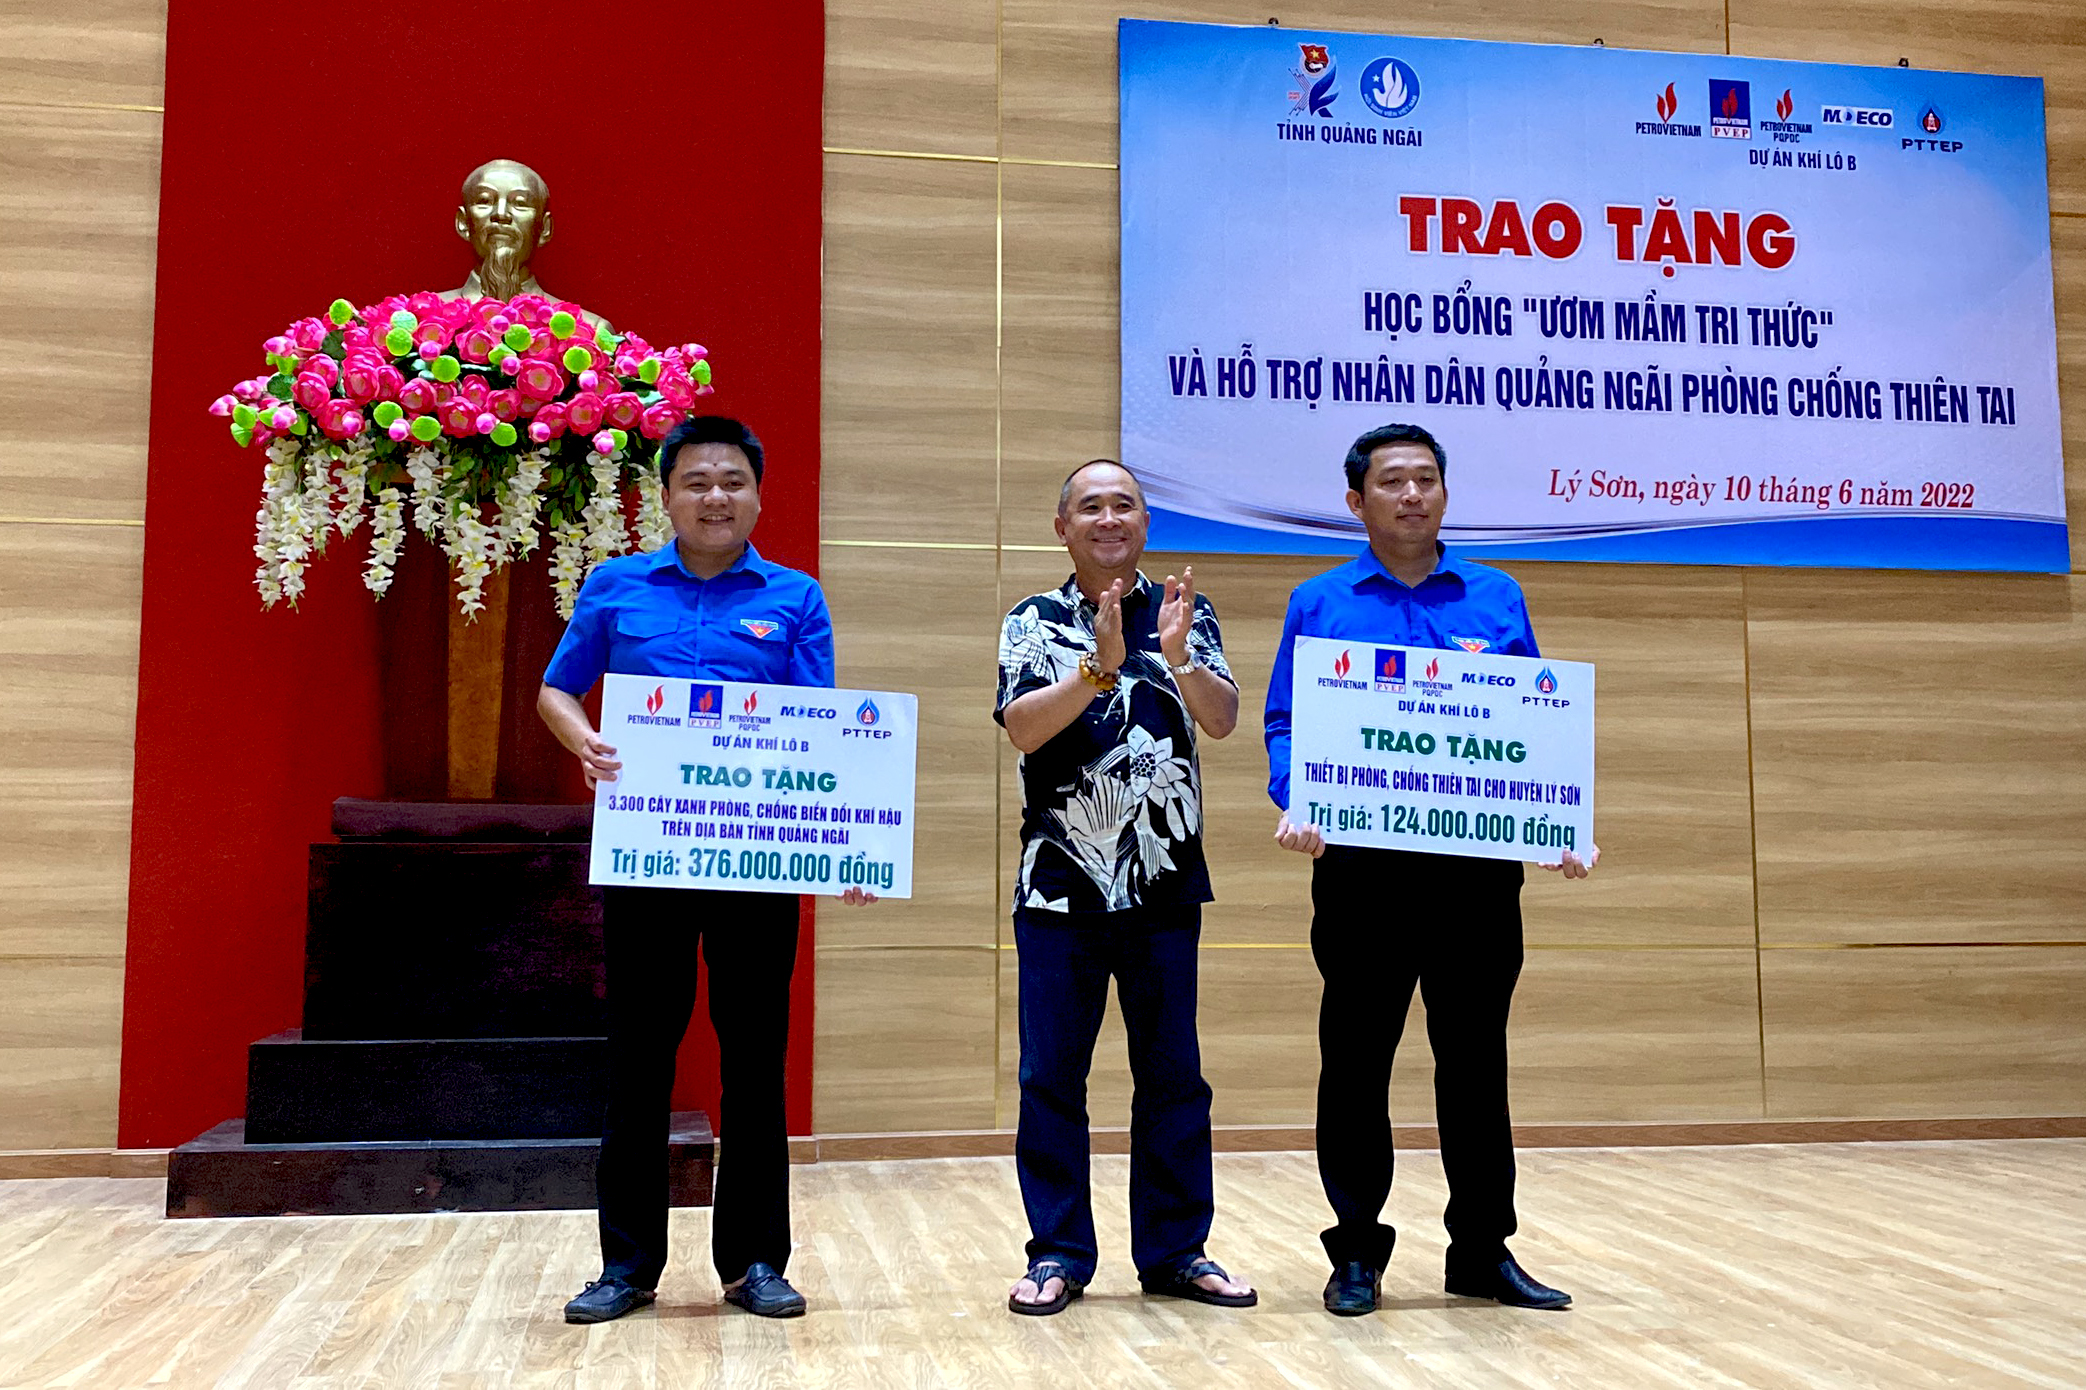 TỈNH QUẢNG NGÃI
PETROVIETNAM
PETROVIETNAM
PVEP
PETROVIETNAM
PQPOC
MOECO
PTTEP
DỰ ÁN KHÍ LÔ B
TRAO TẶNG
HỌC BỔNG "ƯƠM MẦM TRI THỨC"
VÀ HỖ TRỢ NHÂN DÂN QUẢNG NGÃI PHÒNG CHỐNG THIÊN TAI
Lý Sơn, ngày 10 tháng 6 năm 2022
PETROVIETNAM
PETROVIETNAM
PVEP
PETROVIETNAM
PQPOC
MOECO
PTTEP
DỰ ÁN KHÍ LÔ B
TRAO TẶNG
3.300 CÂY XANH PHÒNG, CHỐNG BIẾN ĐỔI KHÍ HẬU
TRÊN ĐỊA BÀN TỈNH QUẢNG NGÃI
Trị giá: 376.000.000 đồng
PETROVIETNAM
PETROVIETNAM
PVEP
PETROVIETNAM
PQPOC
MOECO
PTTEP
DỰ ÁN KHÍ LÔ B
TRAO TẶNG
THIẾT BỊ PHÒNG, CHỐNG THIÊN TAI CHO HUYỆN LÝ SƠN
Trị giá: 124.000.000 đồng